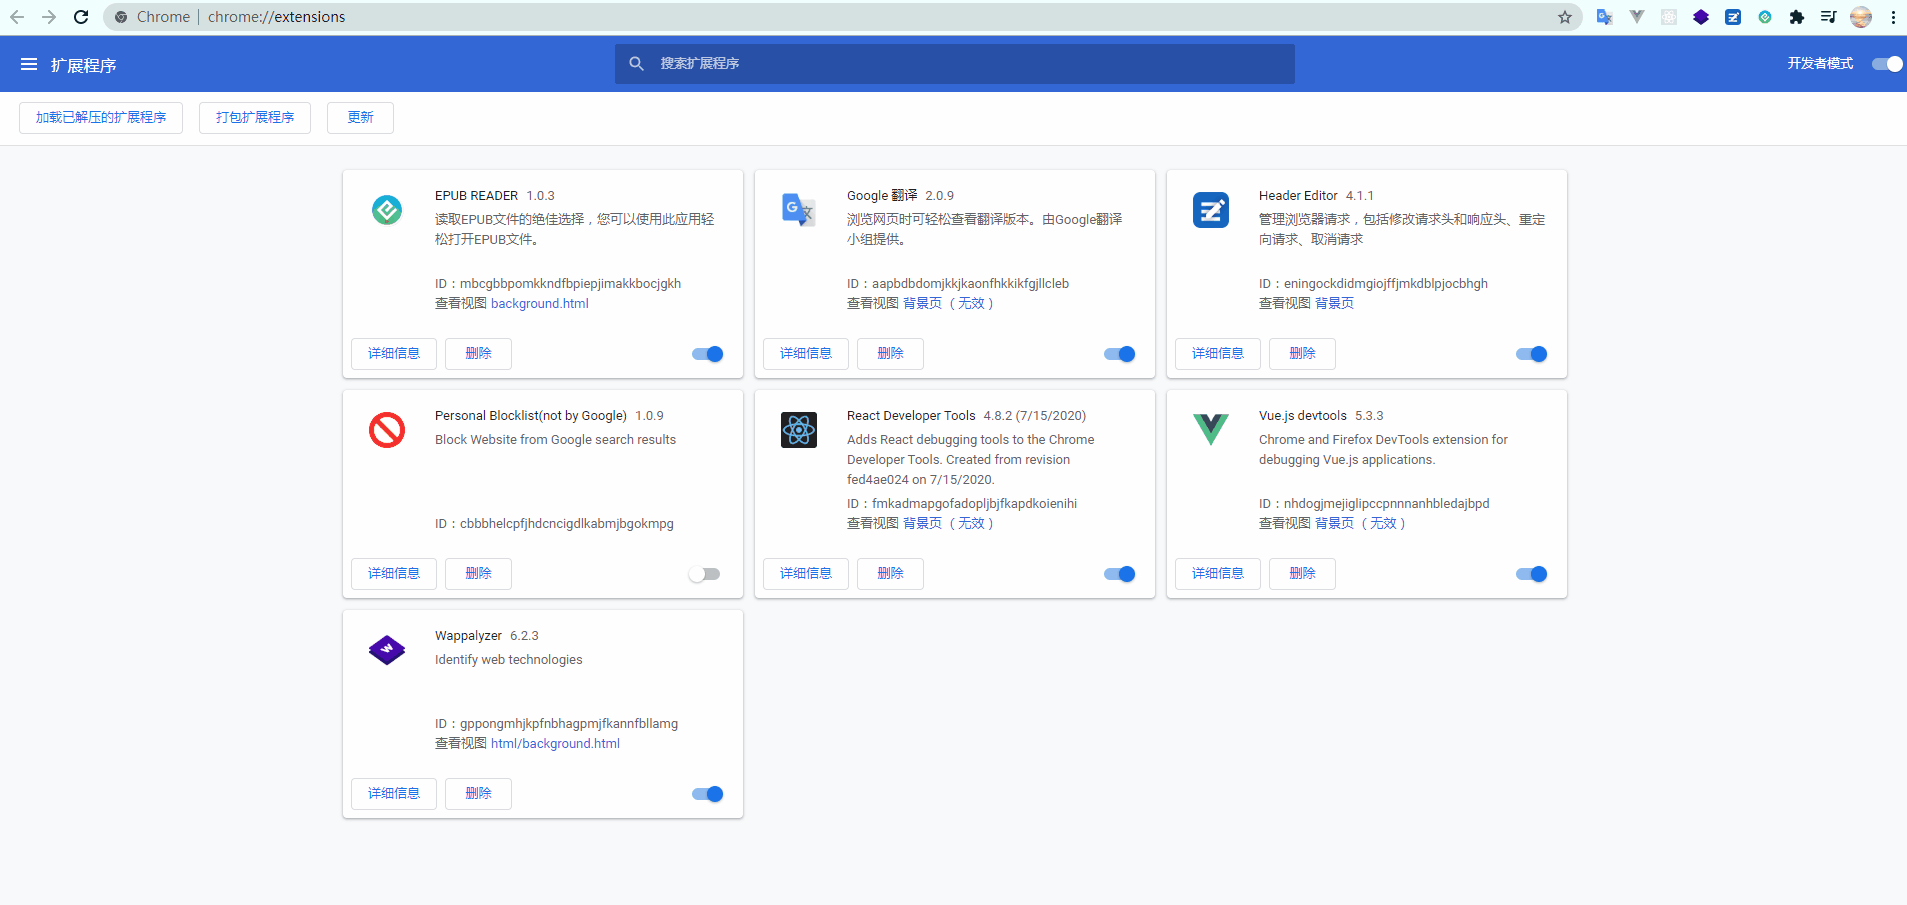 Chrome | chrome://extensions
扩展程序
搜索扩展程序
开发者模式
加载已解压的扩展程序
打包扩展程序
更新
EPUB READER 1.0.3
读取EPUB文件的绝佳选择，您可以使用此应用轻
松打开EPUB文件。
ID：mbcgbbpomkkndfbpiepjimakkbocjgkh
查看视图 background.html
详细信息
删除
Google 翻译 2.0.9
浏览网页时可轻松查看翻译版本。由Google翻译
小组提供。
ID：aapbdbdomjkkjkaonfhkkikfgjllcleb
查看视图 背景页（无效）
详细信息
删除
Header Editor 4.1.1
管理浏览器请求，包括修改请求头和响应头、重定
向请求、取消请求
ID：eningockdidmgiojffjmkdblpjocbhgh
查看视图 背景页
详细信息
删除
Personal Blocklist(not by Google) 1.0.9
Block Website from Google search results
ID：cbbbhelcpfjhdcncigdlkabmjbgokmpg
详细信息
删除
React Developer Tools 4.8.2 (7/15/2020)
Adds React debugging tools to the Chrome
Developer Tools. Created from revision
fed4ae024 on 7/15/2020.
ID：fmkadmapgofadopljbjfkapdkoienihi
查看视图 背景页（无效）
详细信息
删除
Vue.js devtools 5.3.3
Chrome and Firefox DevTools extension for
debugging Vue.js applications.
ID：nhdogjmejiglipccpnnnanhbledajbpd
查看视图 背景页（无效）
详细信息
删除
Wappalyzer 6.2.3
Identify web technologies
ID：gppongmhjkpfnbhagpmjfkannfbllamg
查看视图 html/background.html
详细信息
删除